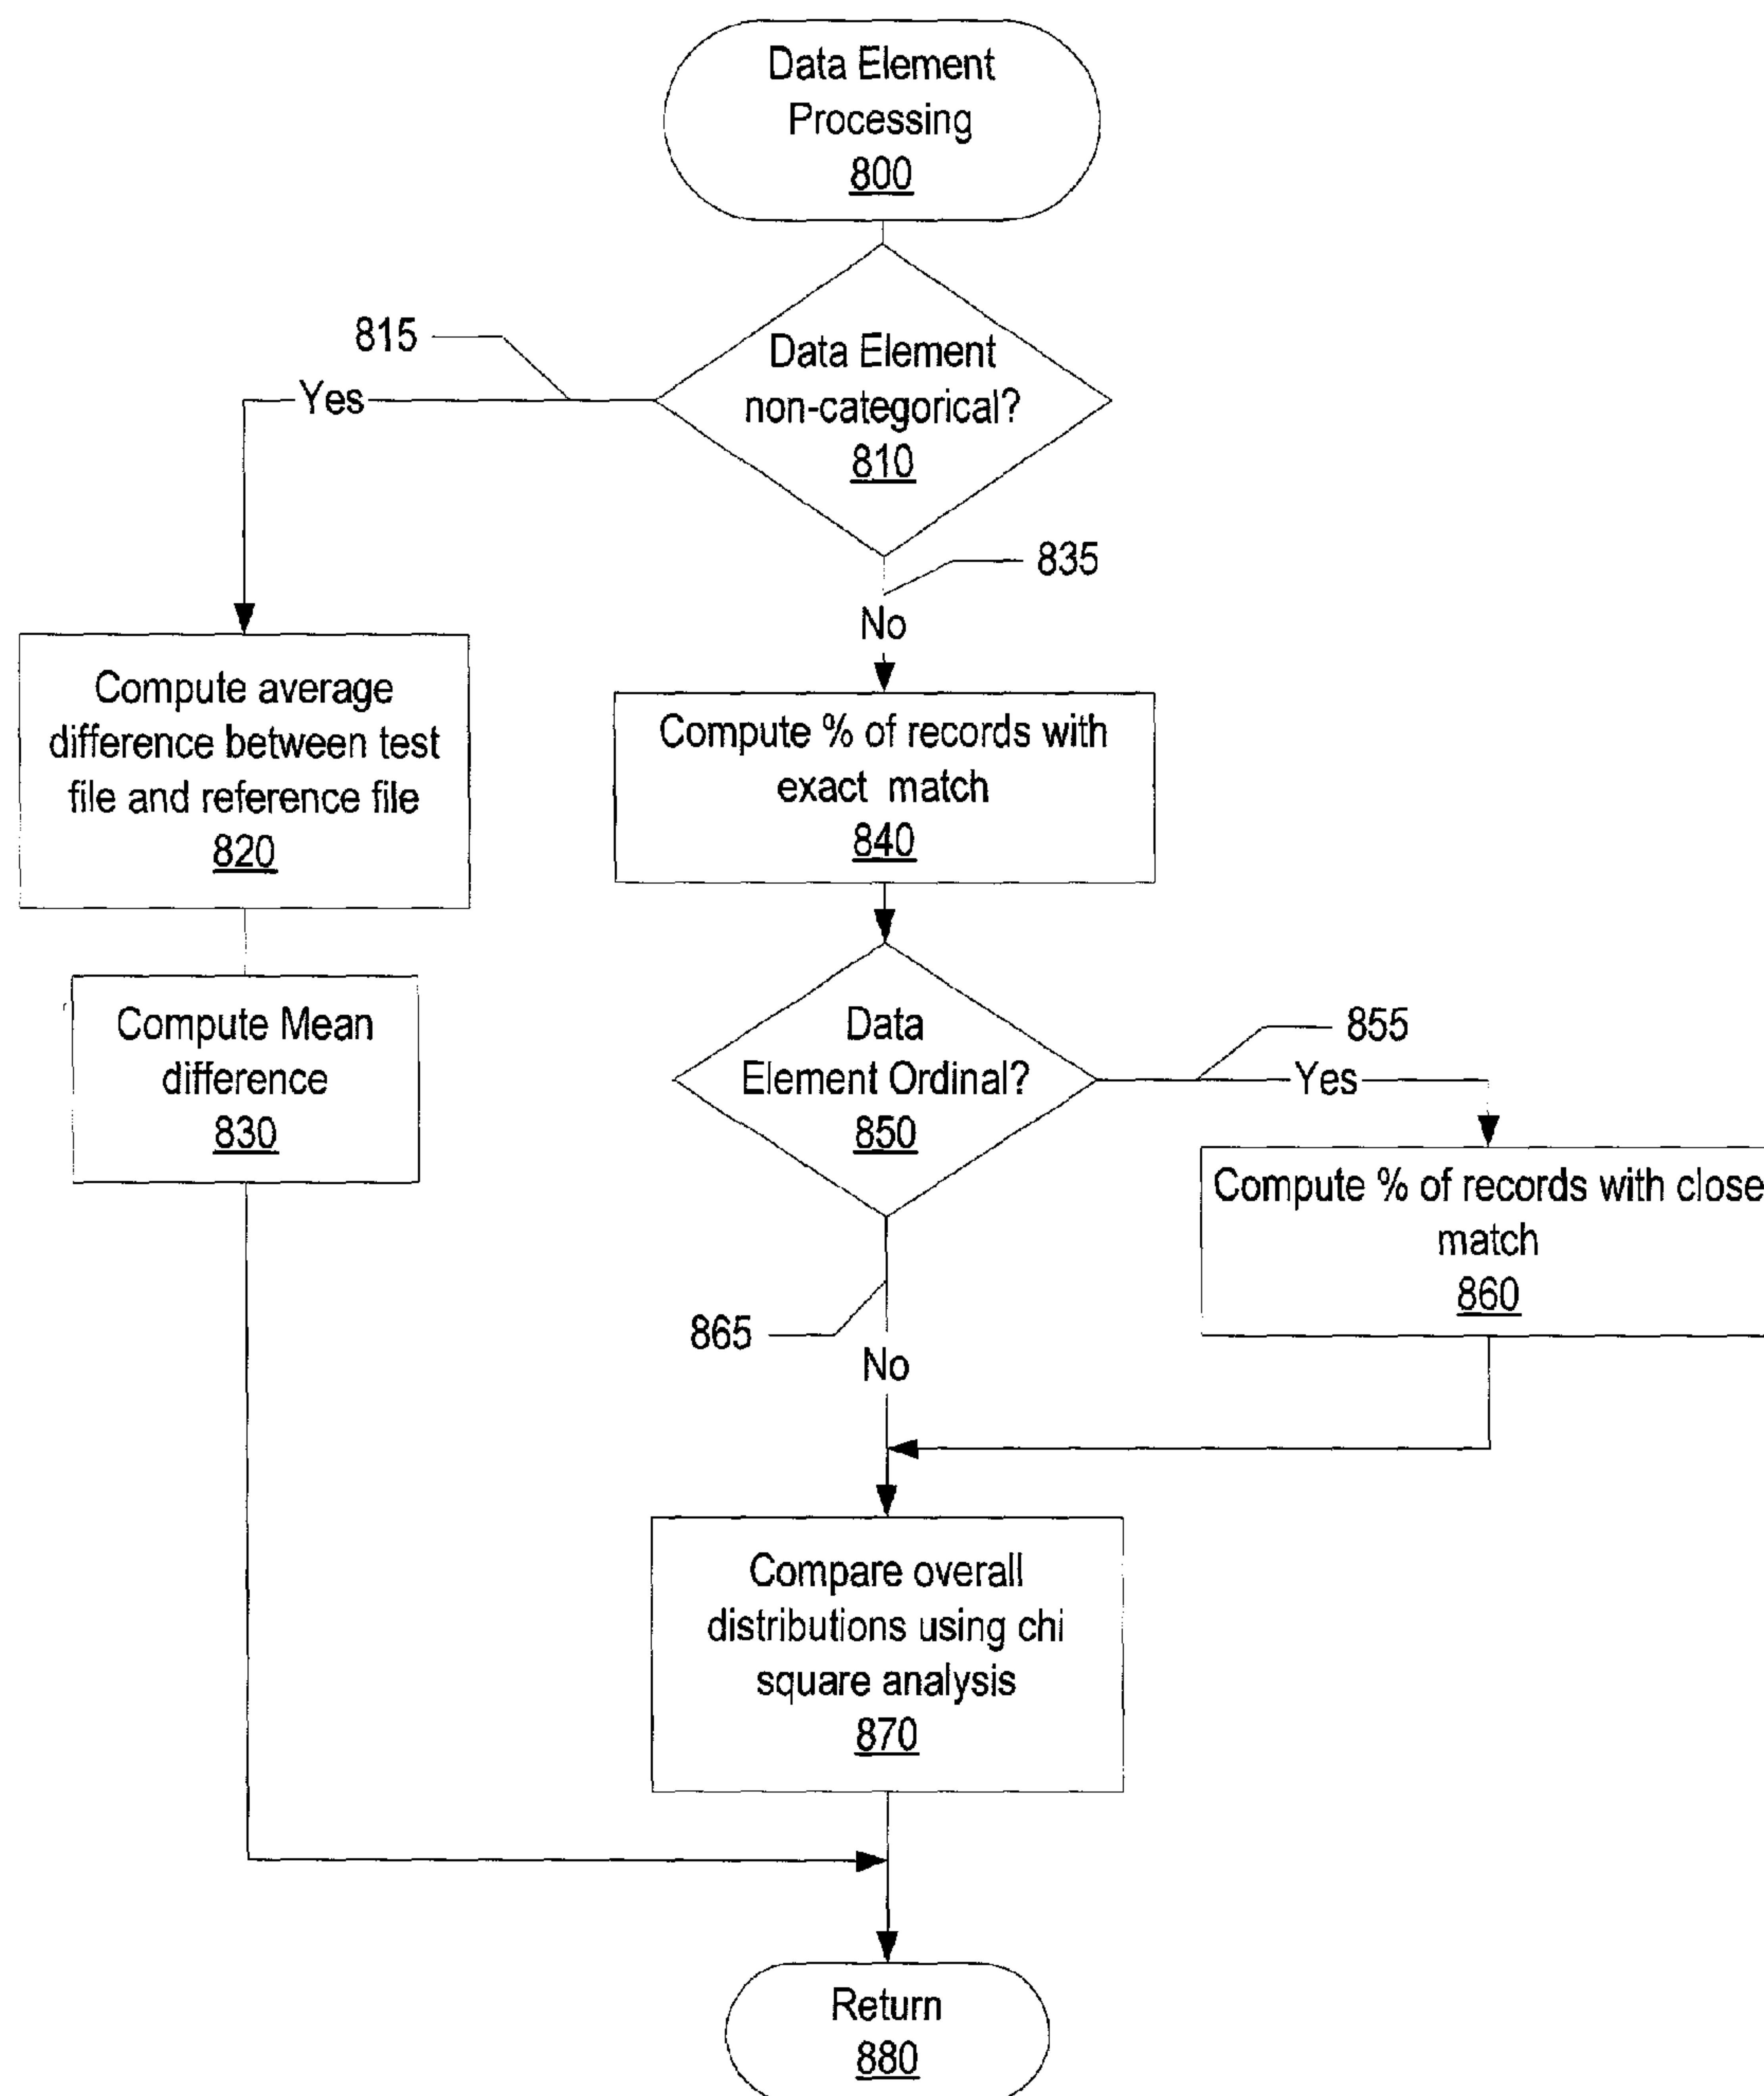 Data Element
Processing
800
815
Data Element
non-categorical?
810
Yes
835
No
Compute average
difference between test
file and reference file
820
Compute % of records with
exact match
840
Compute Mean
difference
830
Data
Element Ordinal?
850
855
Yes
Compute % of records with close
match
860
865
No
Compare overall
distributions using chi
square analysis
870
Return
880